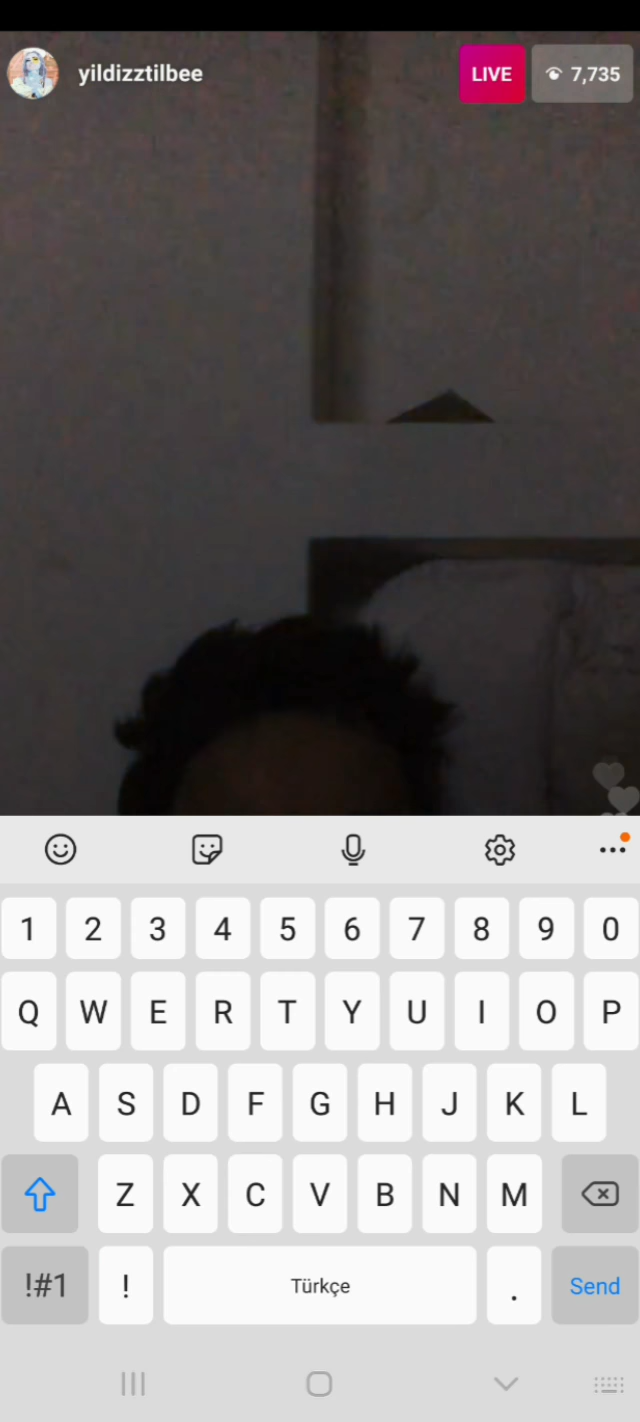 yildizztilbee LIVE 7,735
1 2 3 4 5 6 7 8 9 0
Q W E R T Y U I O P
A S D F G H J K L
Z X C V B N M
!#1 ! Türkçe . Send